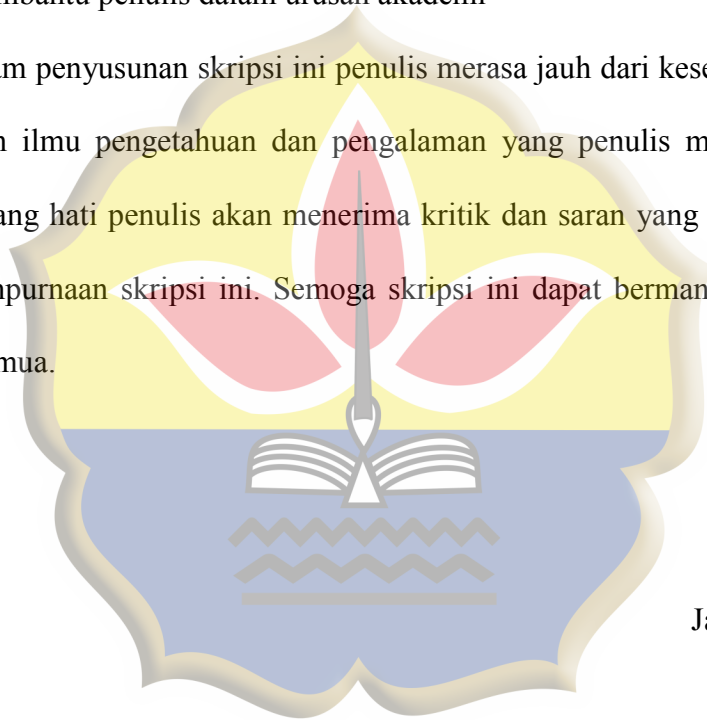 mbantu penulis dalam urusan akademi
am penyusunan skripsi ini penulis merasa jauh dari kese
n ilmu pengetahuan dan pengalaman yang penulis m
ang hati penulis akan menerima kritik dan saran yang
npurnaan skripsi ini. Semoga skripsi ini dapat berman
mua.
Ja